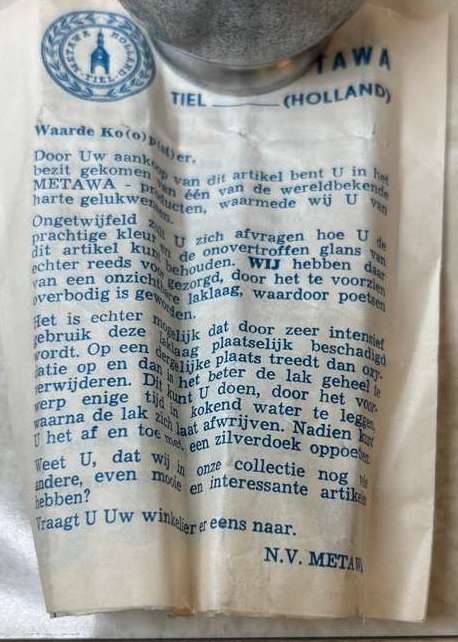 METAWA HOLLAND
TIEL
TAWA
TIEL (HOLLAND)
Waarde Ko(o)p(st)er,
Door Uw aankoop van dit artikel bent U in het
bezit gekomen van één van de wereldbekende
METAWA - producten, waarmede wij U van
harte gelukwensen.
Ongetwijfeld zult U zich afvragen hoe U de
prachtige kleur en de onovertroffen glans van
dit artikel kunt behouden. WIJ hebben daar
echter reeds voor gezorgd, door het te voorzien
van een onzichtbare laklaag, waardoor poetsen
overbodig is geworden.
Het is echter mogelijk dat door zeer intensief
gebruik deze laklaag plaatselijk beschadigd
wordt. Op een dergelijke plaats treedt dan oxy-
datie op en dan is het beter de lak geheel te
verwijderen. Dit kunt U doen, door het voor-
werp enige tijd in kokend water te leggen,
waarna de lak zich laat afwrijven. Nadien kunt
U het af en toe met een zilverdoek oppoetsen
Weet U, dat wij in onze collectie nog
andere, even mooie en interessante artikelen
hebben?
Vraagt U Uw winkelier er eens naar.
N.V. METAWA